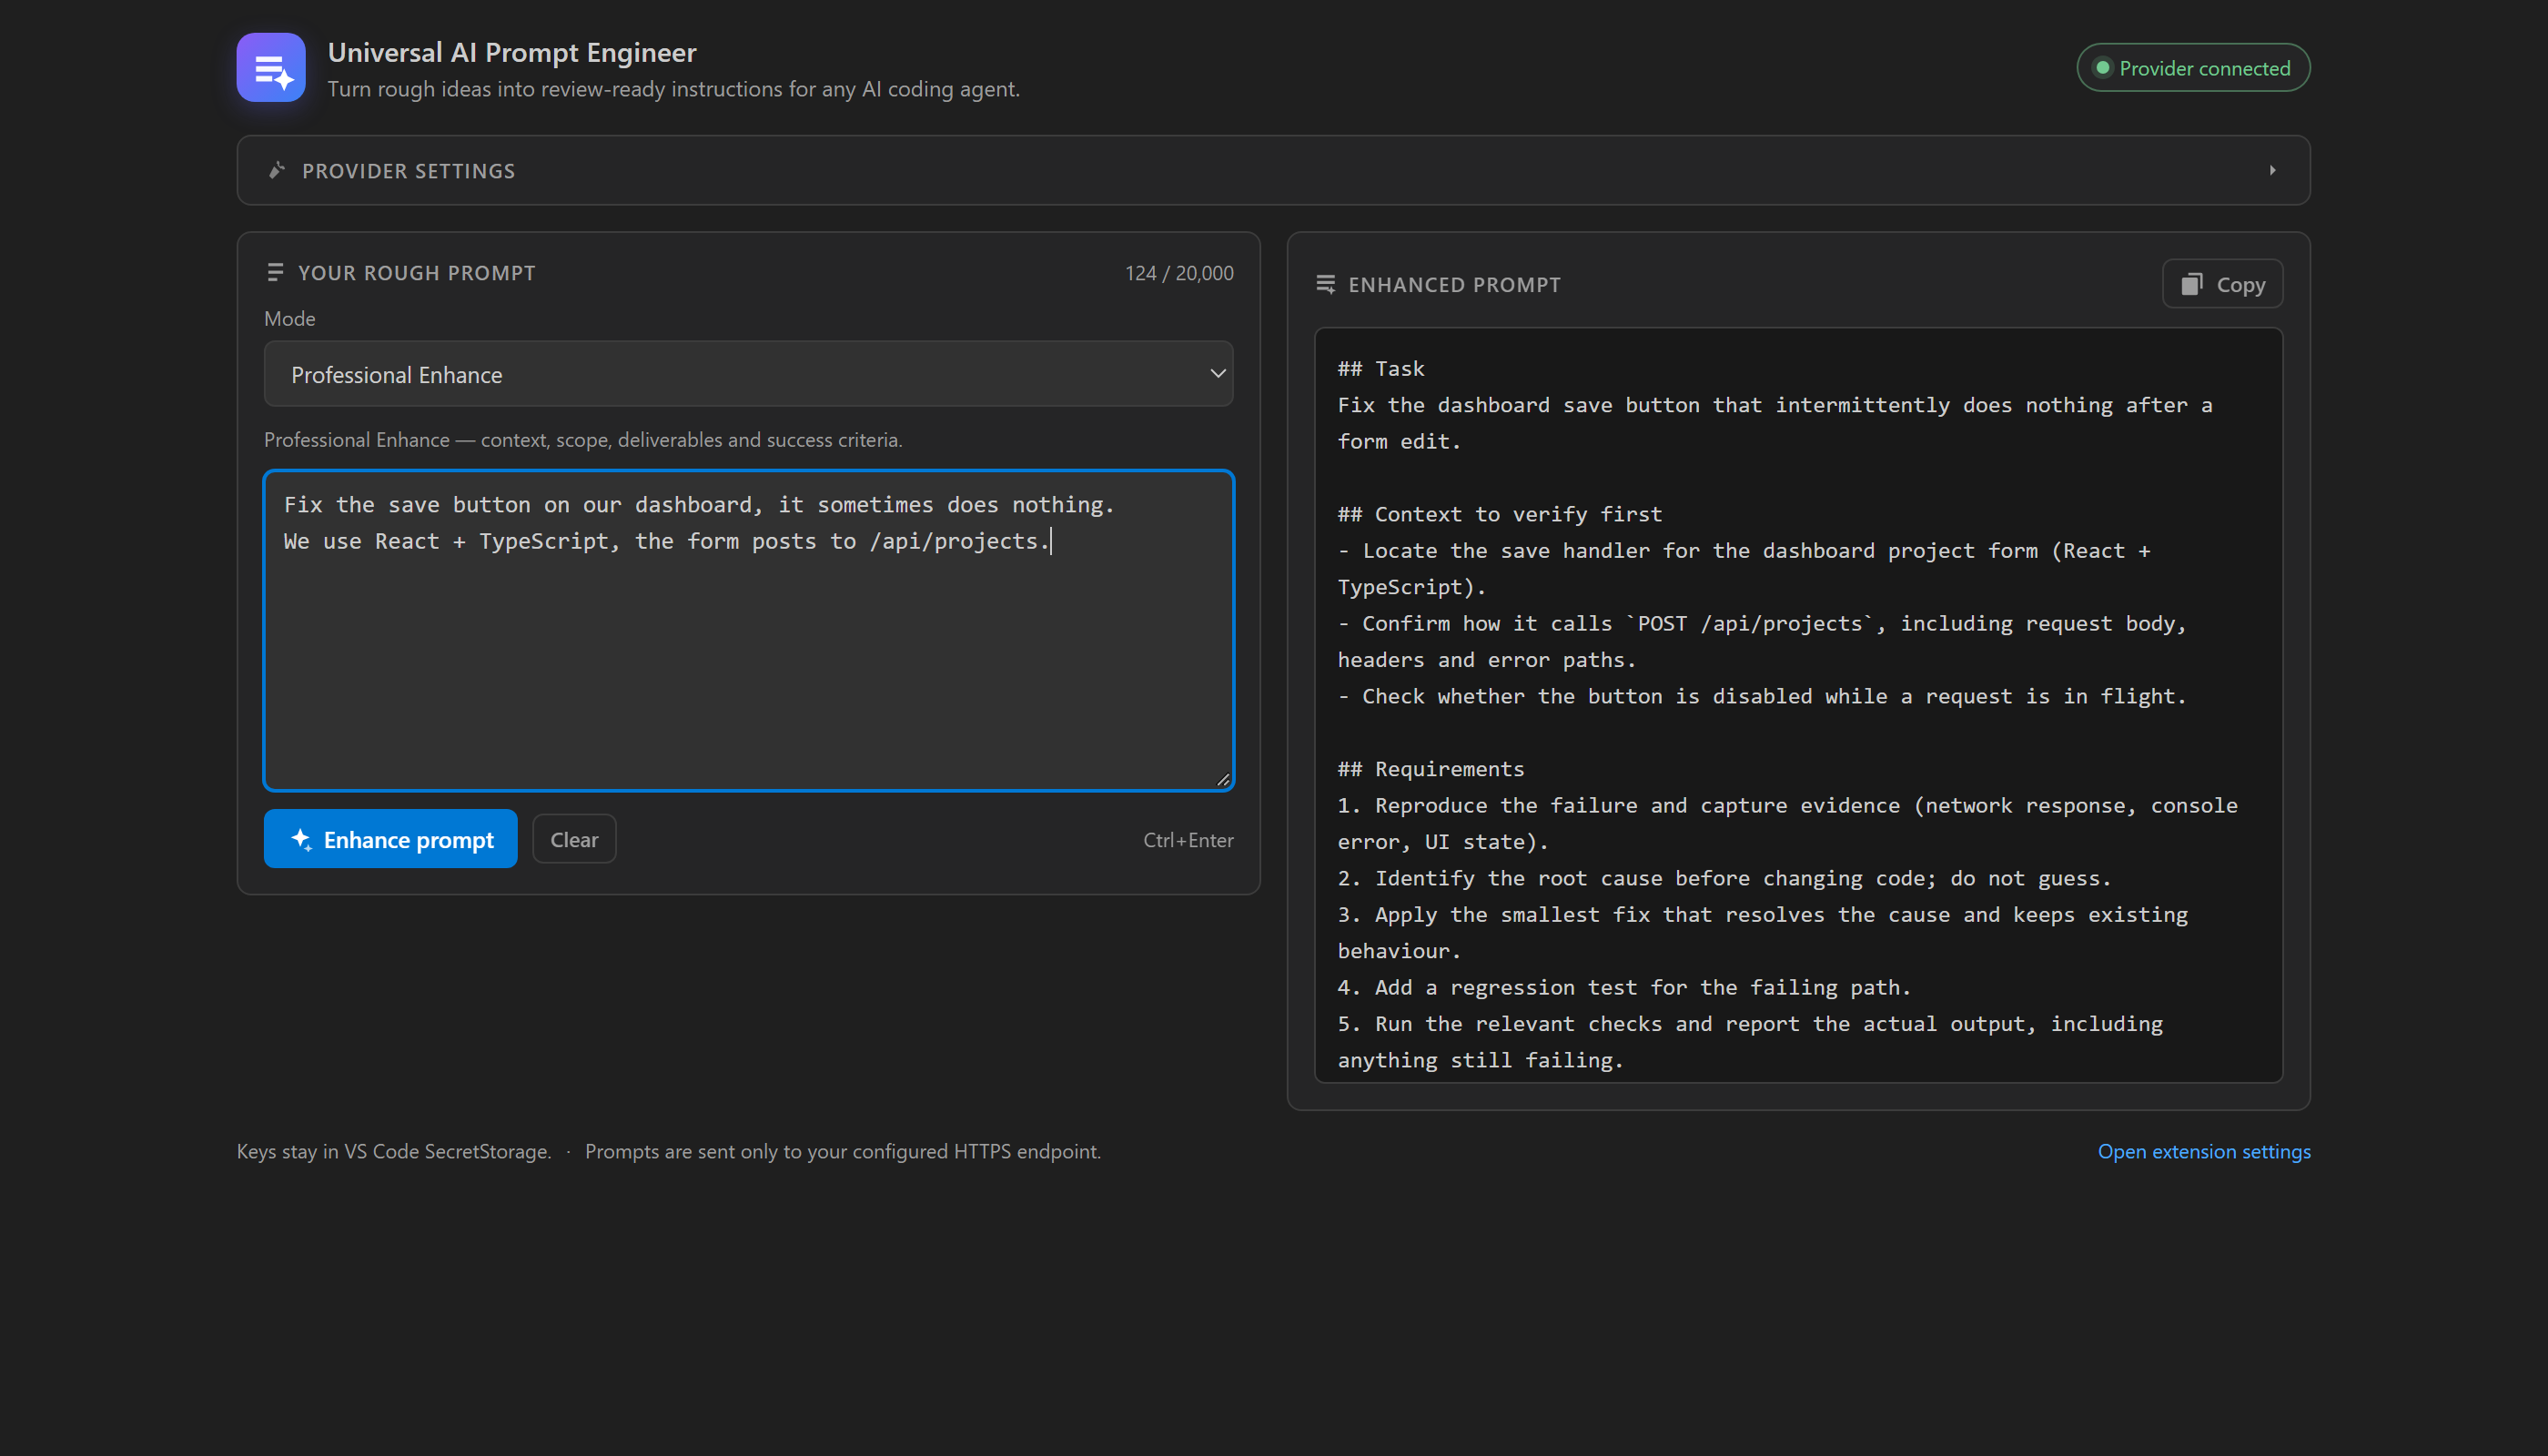 Universal AI Prompt Engineer
Turn rough ideas into review-ready instructions for any AI coding agent.
Provider connected
PROVIDER SETTINGS
YOUR ROUGH PROMPT
124 / 20,000
Mode
Professional Enhance
Professional Enhance — context, scope, deliverables and success criteria.
Fix the save button on our dashboard, it sometimes does nothing.
We use React + TypeScript, the form posts to /api/projects.
Enhance prompt
Clear
Ctrl+Enter
ENHANCED PROMPT
Copy
## Task
Fix the dashboard save button that intermittently does nothing after a
form edit.
## Context to verify first
- Locate the save handler for the dashboard project form (React +
TypeScript).
- Confirm how it calls `POST /api/projects`, including request body,
headers and error paths.
- Check whether the button is disabled while a request is in flight.
## Requirements
1. Reproduce the failure and capture evidence (network response, console
error, UI state).
2. Identify the root cause before changing code; do not guess.
3. Apply the smallest fix that resolves the cause and keeps existing
behaviour.
4. Add a regression test for the failing path.
5. Run the relevant checks and report the actual output, including
anything still failing.
Keys stay in VS Code SecretStorage. · Prompts are sent only to your configured HTTPS endpoint.
Open extension settings